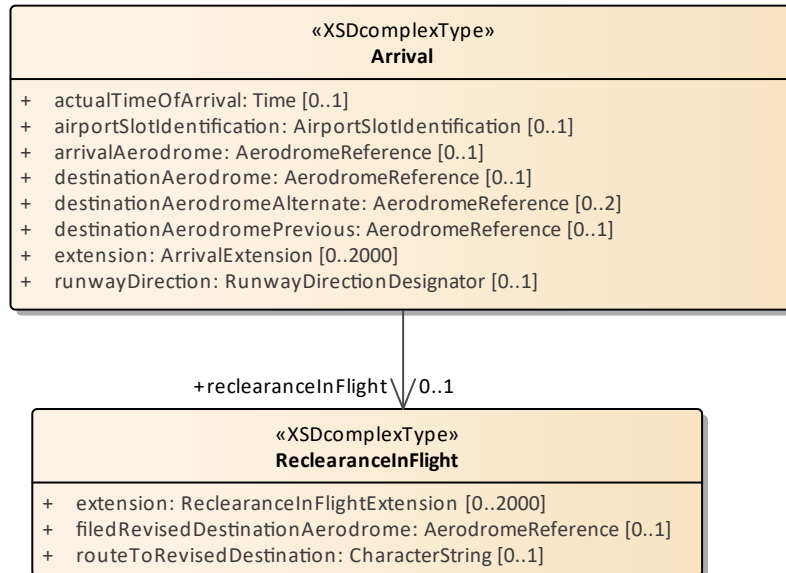 «XSDcomplexType»
Arrival
+ actualTimeOfArrival: Time [0..1]
+ airportSlotIdentification: AirportSlotIdentification [0..1]
+ arrivalAerodrome: AerodromeReference [0..1]
+ destinationAerodrome: AerodromeReference [0..1]
+ destinationAerodromeAlternate: AerodromeReference [0..2]
+ destinationAerodromePrevious: AerodromeReference [0..1]
+ extension: ArrivalExtension [0..2000]
+ runwayDirection: RunwayDirectionDesignator [0..1]
+reclearanceInFlight 0..1
«XSDcomplexType»
ReclearanceInFlight
+ extension: ReclearanceInFlightExtension [0..2000]
+ filedRevisedDestinationAerodrome: AerodromeReference [0..1]
+ routeToRevisedDestination: CharacterString [0..1]